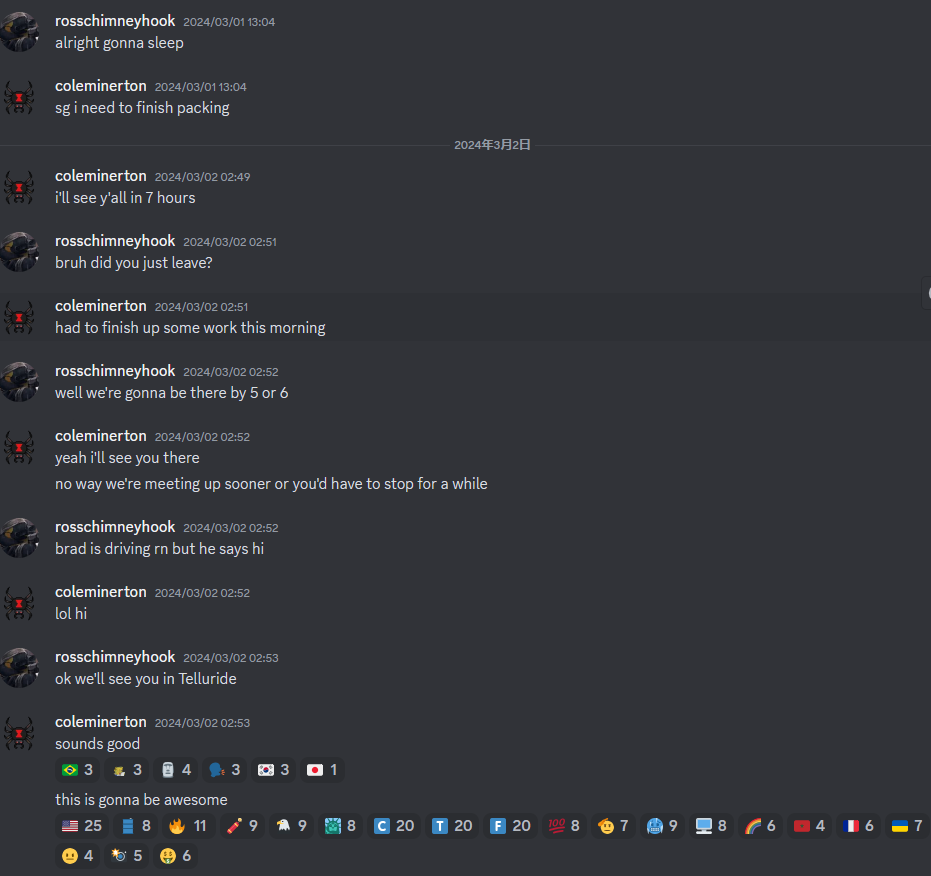 rosschimneyhook 2024/03/01 13:04
alright gonna sleep
coleminerton 2024/03/01 13:04
sg i need to finish packing
2024年3月2日
coleminerton 2024/03/02 02:49
i'll see y'all in 7 hours
rosschimneyhook 2024/03/02 02:51
bruh did you just leave?
coleminerton 2024/03/02 02:51
had to finish up some work this morning
rosschimneyhook 2024/03/02 02:52
well we're gonna be there by 5 or 6
coleminerton 2024/03/02 02:52
yeah i'll see you there
no way we're meeting up sooner or you'd have to stop for a while
rosschimneyhook 2024/03/02 02:52
brad is driving rn but he says hi
coleminerton 2024/03/02 02:52
lol hi
rosschimneyhook 2024/03/02 02:53
ok we'll see you in Telluride
coleminerton 2024/03/02 02:53
sounds good
3 3 4 3 3 1
this is gonna be awesome
25 8 11 9 9 8 C 20 T 20 F 20 100 8 7 9 8 6 4 6 7
4 5 6